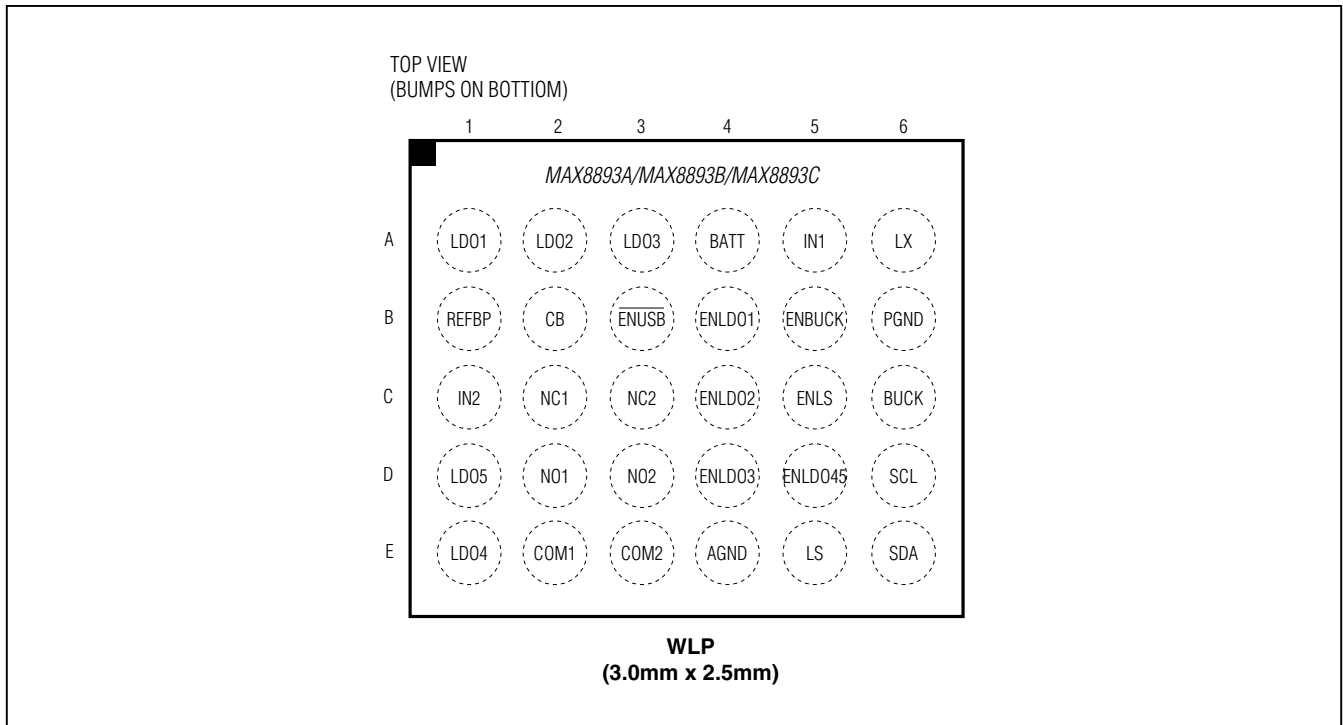 TOP VIEW
(BUMPS ON BOTTIOM)
1 2 3 4 5 6
MAX8893A/MAX8893B/MAX8893C
A LDO1 LDO2 LDO3 BATT IN1 LX
B REFBP CB E̅N̅U̅S̅B̅ ENLDO1 ENBUCK PGND
C IN2 NC1 NC2 ENLDO2 ENLS BUCK
D LDO5 NO1 NO2 ENLDO3 ENLDO45 SCL
E LDO4 COM1 COM2 AGND LS SDA
WLP
(3.0mm x 2.5mm)